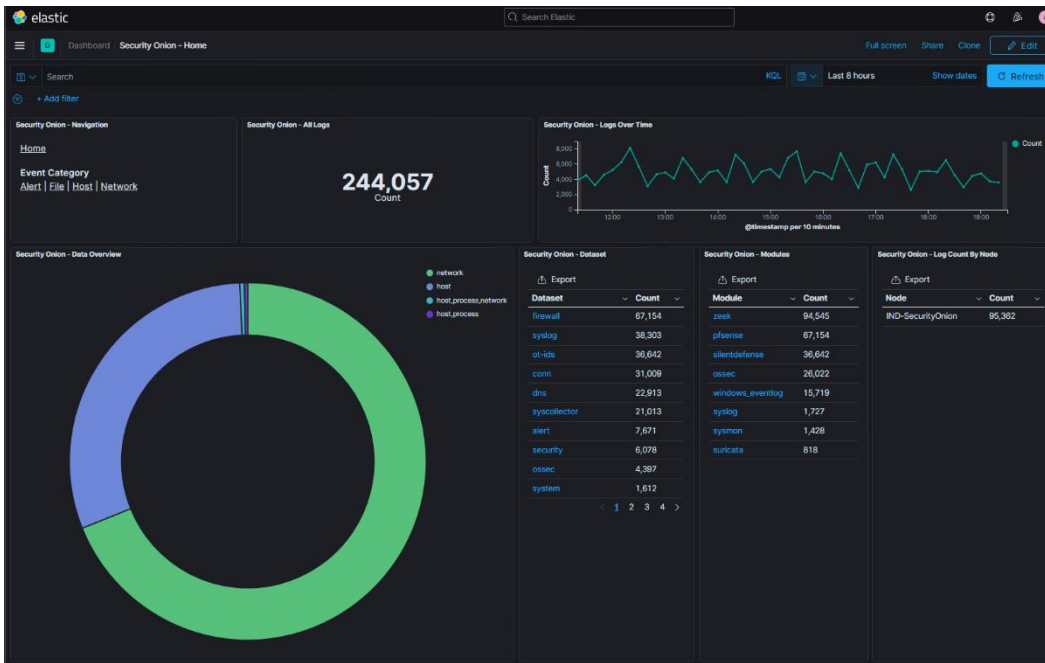 elastic
Search Elastic
D
Dashboard / Security Onion - Home
Full screen Share Clone Edit
Search
KQL
Last 8 hours
Show dates
Refresh
+ Add filter
Security Onion - Navigation
Home
Event Category
Alert | File | Host | Network
Security Onion - All Logs
244,057
Count
Security Onion - Logs Over Time
Count
8,000
6,000
4,000
2,000
0
Count
12:00 13:00 14:00 15:00 16:00 17:00 18:00 19:00
@timestamp per 10 minutes
Security Onion - Data Overview
network
host
host,process,network
host,process
Security Onion - Dataset
Export
Dataset Count
firewall 67,154
syslog 38,303
ot-ids 36,642
conn 31,009
dns 22,913
syscollector 21,013
alert 7,671
security 6,078
ossec 4,397
system 1,612
< 1 2 3 4 >
Security Onion - Modules
Export
Module Count
zeek 94,545
pfsense 67,154
silentdefense 36,642
ossec 26,022
windows_eventlog 15,719
syslog 1,727
sysmon 1,428
suricata 818
Security Onion - Log Count By Node
Export
Node Count
IND-SecurityOnion 95,362